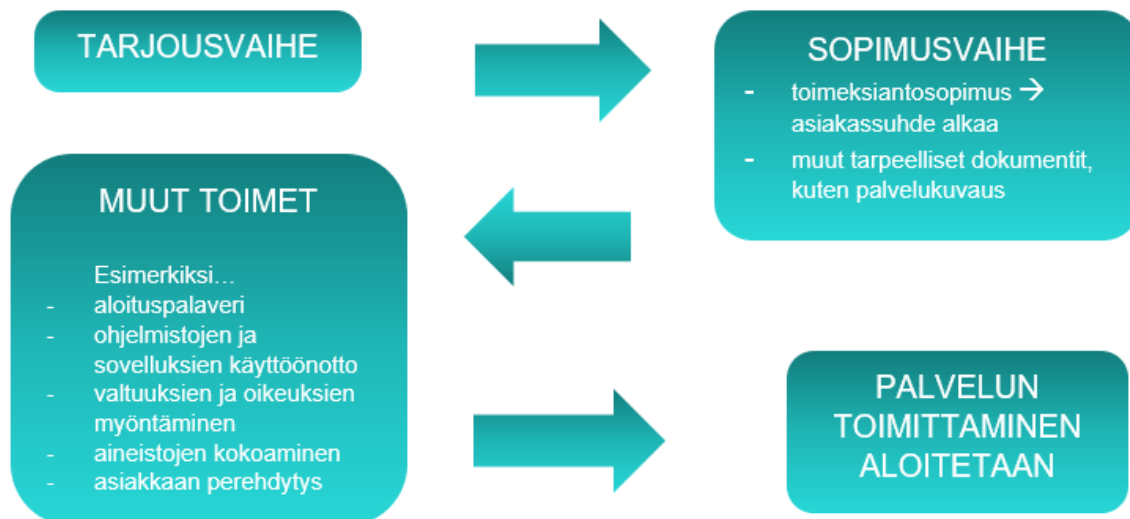 TARJOUSVAIHE
SOPIMUSVAIHE
- toimeksiantosopimus →
asiakassuhde alkaa
- muut tarpeelliset dokumentit,
kuten palvelukuvaus
MUUT TOIMET
Esimerkiksi…
- aloituspalaveri
- ohjelmistojen ja
sovelluksien käyttöönotto
- valtuuksien ja oikeuksien
myöntäminen
- aineistojen kokoaminen
- asiakkaan perehdytys
PALVELUN
TOIMITTAMINEN
ALOITETAAN